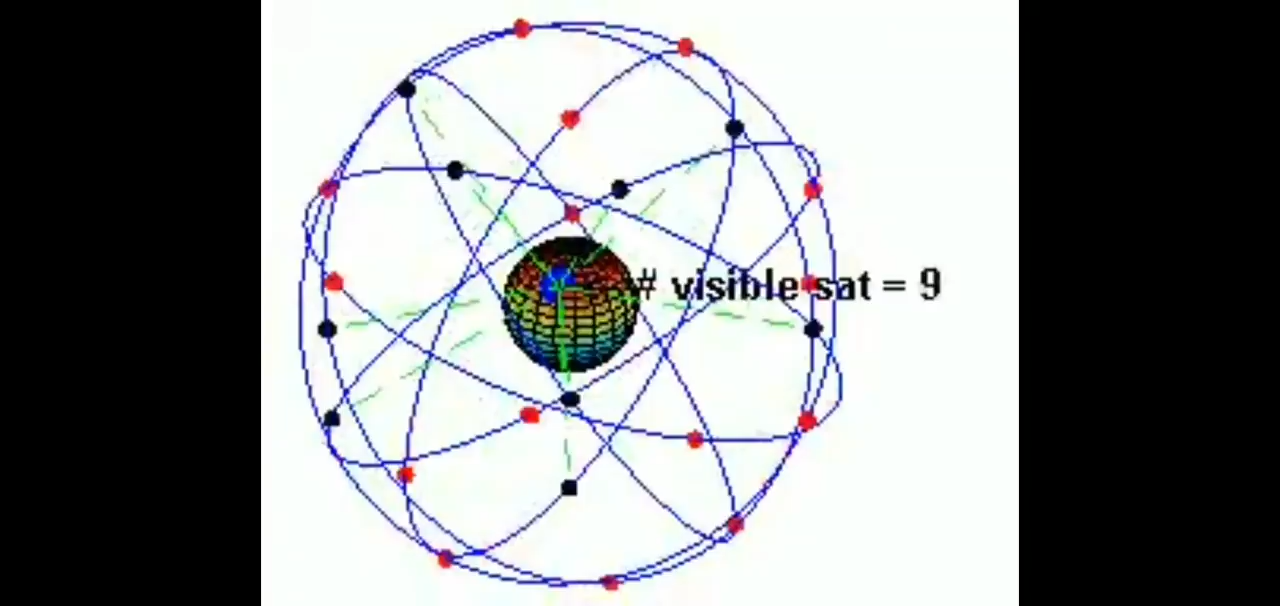 # visible sat = 9